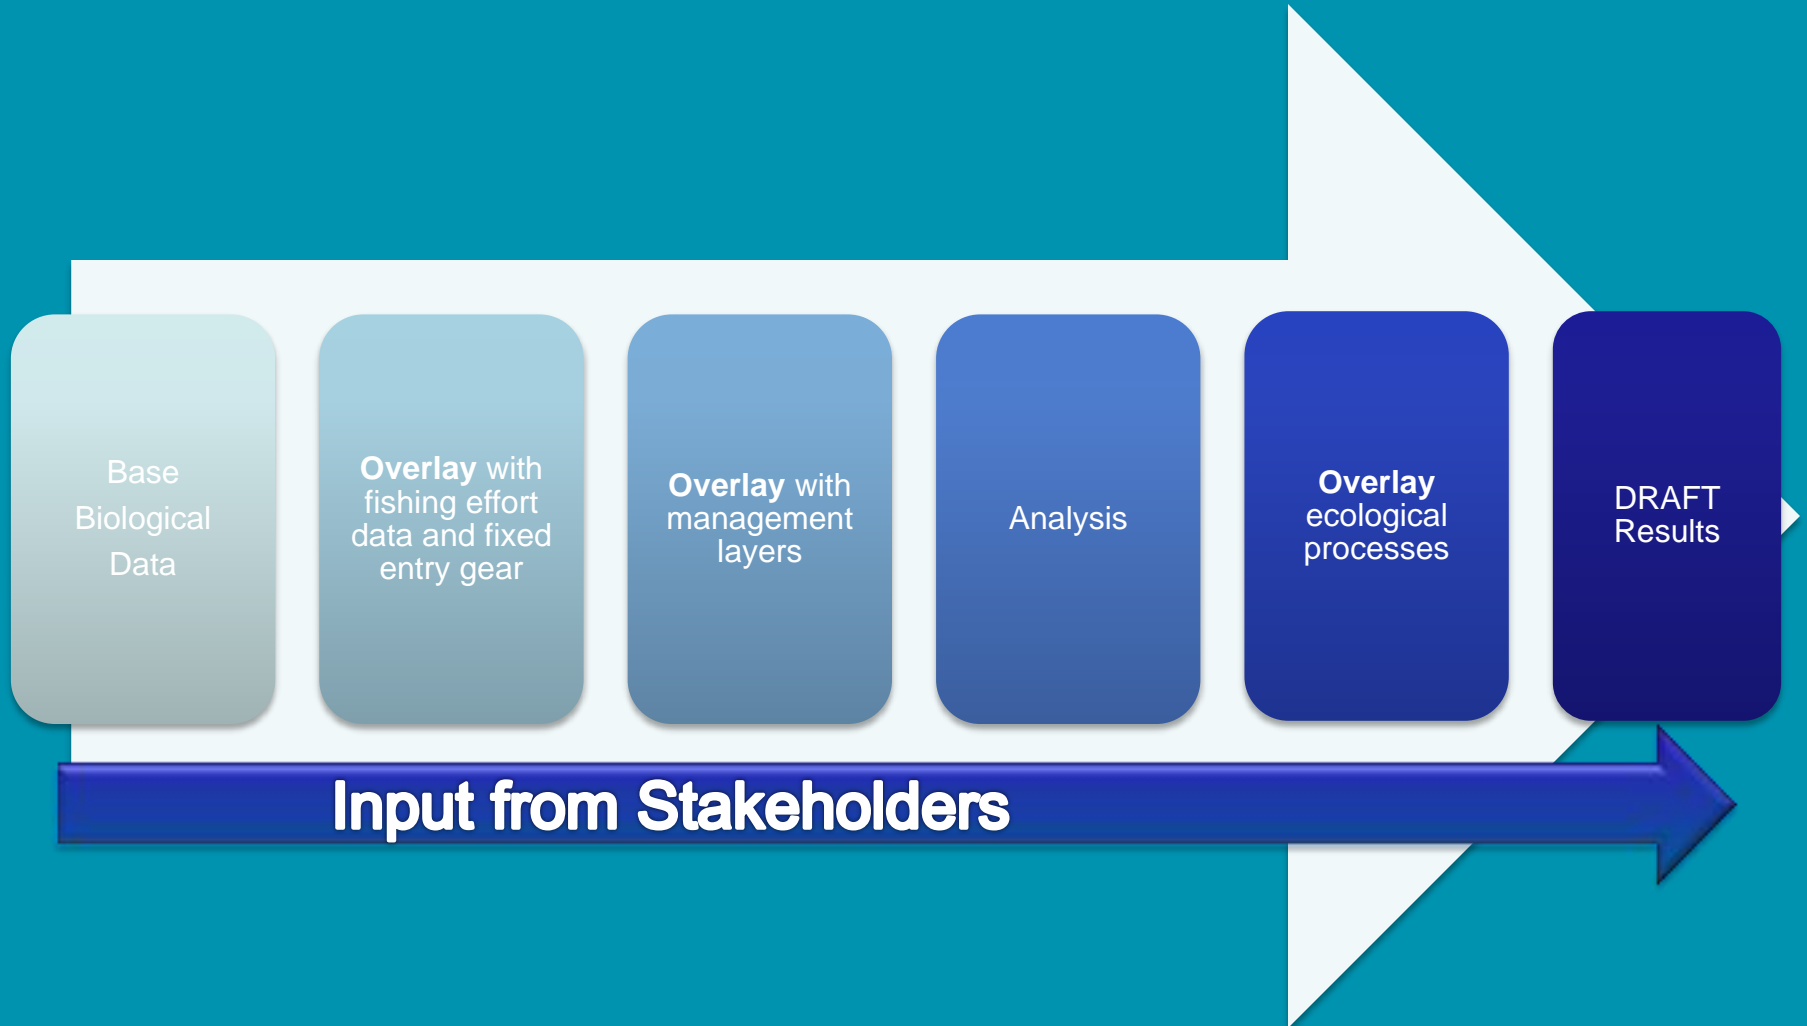 Base
Biological
Data
Overlay with
fishing effort
data and fixed
entry gear
Overlay with
management
layers
Analysis
Overlay
ecological
processes
DRAFT
Results
Input from Stakeholders